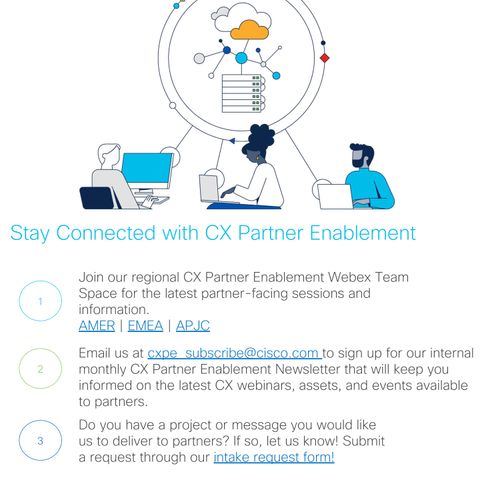 Stay Connected with CX Partner Enablement
1
Join our regional CX Partner Enablement Webex Team
Space for the latest partner-facing sessions and
information.
AMER | EMEA | APJC
2
Email us at cxpe_subscribe@cisco.com to sign up for our internal
monthly CX Partner Enablement Newsletter that will keep you
informed on the latest CX webinars, assets, and events available
to partners.
3
Do you have a project or message you would like
us to deliver to partners? If so, let us know! Submit
a request through our intake request form!